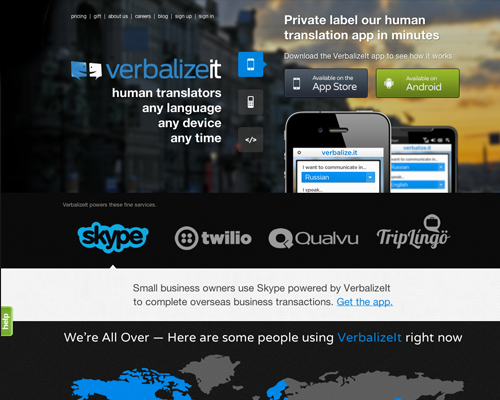 pricing | gift | about us | careers | blog | sign up | sign in
verbalizeit
human translators
any language
any device
any time
Private label our human
translation app in minutes
Download the VerbalizeIt app to see how it works
Available on the
App Store
Available on
Android
</>
verbalize.it
I want to communicate in...
Russian
I speak...
verbalize.it
I want to communicate in...
Russian
I speak...
English
VerbalizeIt powers these fine services.
skype
twilio
Qualvu
TripLingo
Small business owners use Skype powered by VerbalizeIt
to complete overseas business transactions. Get the app.
help
We're All Over — Here are some people using VerbalizeIt right now